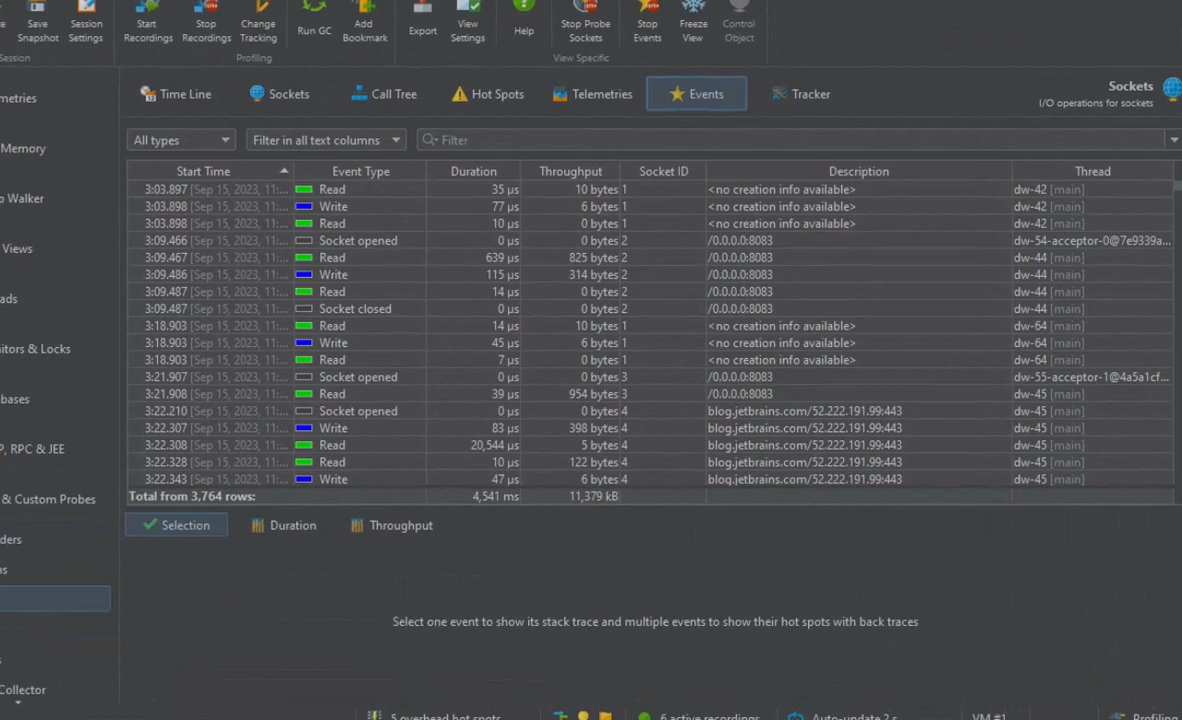 Save Snapshot
Session Settings
Start Recordings
Stop Recordings
Change Tracking
Run GC
Add Bookmark
Export
View Settings
Help
Stop Probe Sockets
Stop Events
Freeze View
Control Object
Session
Profiling
View Specific
Time Line
Sockets
Call Tree
Hot Spots
Telemetries
Events
Tracker
Sockets
I/O operations for sockets
All types
Filter in all text columns
Filter
Start Time Event Type Duration Throughput Socket ID Description Thread
3:03.897 [Sep 15, 2023, 11:... Read 35 µs 10 bytes 1 <no creation info available> dw-42 [main]
3:03.898 [Sep 15, 2023, 11:... Write 77 µs 6 bytes 1 <no creation info available> dw-42 [main]
3:03.898 [Sep 15, 2023, 11:... Read 10 µs 0 bytes 1 <no creation info available> dw-42 [main]
3:09.466 [Sep 15, 2023, 11:... Socket opened 0 µs 0 bytes 2 /0.0.0.0:8083 dw-54-acceptor-0@7e9339a...
3:09.467 [Sep 15, 2023, 11:... Read 639 µs 825 bytes 2 /0.0.0.0:8083 dw-44 [main]
3:09.486 [Sep 15, 2023, 11:... Write 115 µs 314 bytes 2 /0.0.0.0:8083 dw-44 [main]
3:09.487 [Sep 15, 2023, 11:... Read 14 µs 0 bytes 2 /0.0.0.0:8083 dw-44 [main]
3:09.487 [Sep 15, 2023, 11:... Socket closed 0 µs 0 bytes 2 /0.0.0.0:8083 dw-44 [main]
3:18.903 [Sep 15, 2023, 11:... Read 14 µs 10 bytes 1 <no creation info available> dw-64 [main]
3:18.903 [Sep 15, 2023, 11:... Write 45 µs 6 bytes 1 <no creation info available> dw-64 [main]
3:18.903 [Sep 15, 2023, 11:... Read 7 µs 0 bytes 1 <no creation info available> dw-64 [main]
3:21.907 [Sep 15, 2023, 11:... Socket opened 0 µs 0 bytes 3 /0.0.0.0:8083 dw-55-acceptor-1@4a5a1cf...
3:21.908 [Sep 15, 2023, 11:... Read 39 µs 954 bytes 3 /0.0.0.0:8083 dw-45 [main]
3:22.210 [Sep 15, 2023, 11:... Socket opened 0 µs 0 bytes 4 blog.jetbrains.com/52.222.191.99:443 dw-45 [main]
3:22.307 [Sep 15, 2023, 11:... Write 83 µs 398 bytes 4 blog.jetbrains.com/52.222.191.99:443 dw-45 [main]
3:22.308 [Sep 15, 2023, 11:... Read 20,544 µs 5 bytes 4 blog.jetbrains.com/52.222.191.99:443 dw-45 [main]
3:22.328 [Sep 15, 2023, 11:... Read 10 µs 122 bytes 4 blog.jetbrains.com/52.222.191.99:443 dw-45 [main]
3:22.343 [Sep 15, 2023, 11:... Write 47 µs 6 bytes 4 blog.jetbrains.com/52.222.191.99:443 dw-45 [main]
Total from 3,764 rows: 4,541 ms 11,379 kB
Selection
Duration
Throughput
Select one event to show its stack trace and multiple events to show their hot spots with back traces
metries
Memory
p Walker
Views
ads
itors & Locks
bases
P, RPC & JEE
& Custom Probes
ders
ns
s
Collector
5 overhead hot spots
6 active recordings
Auto-update 2 s
VM #1
Profiling